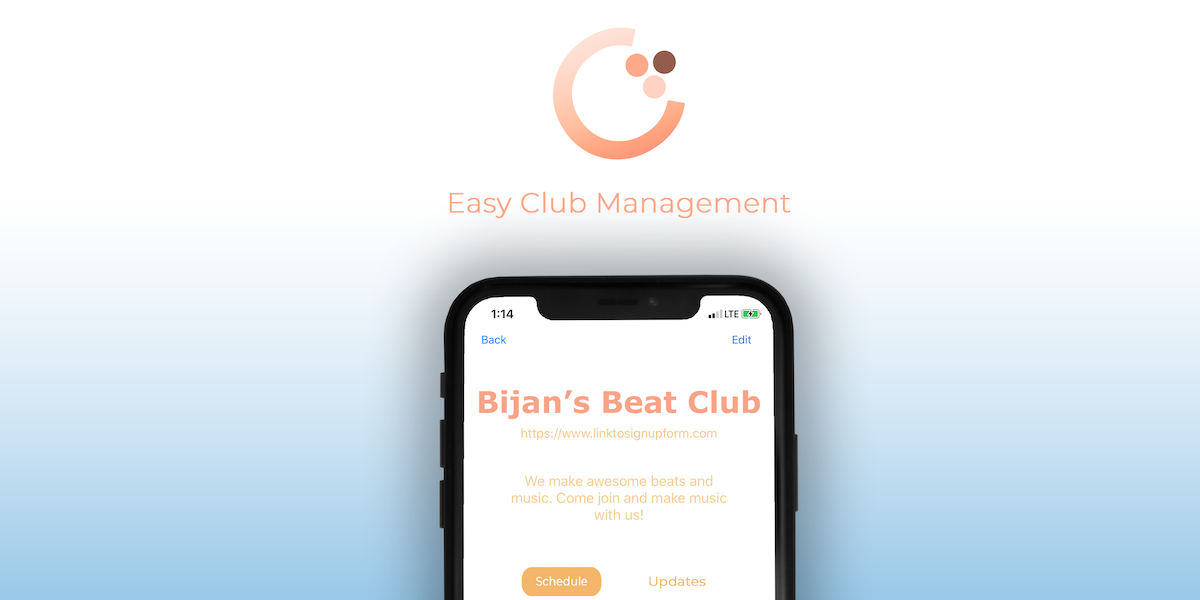 Easy Club Management
1:14
LTE
Back
Edit
Bijan’s Beat Club
https://www.linktosignupform.com
We make awesome beats and
music. Come join and make music
with us!
Schedule
Updates